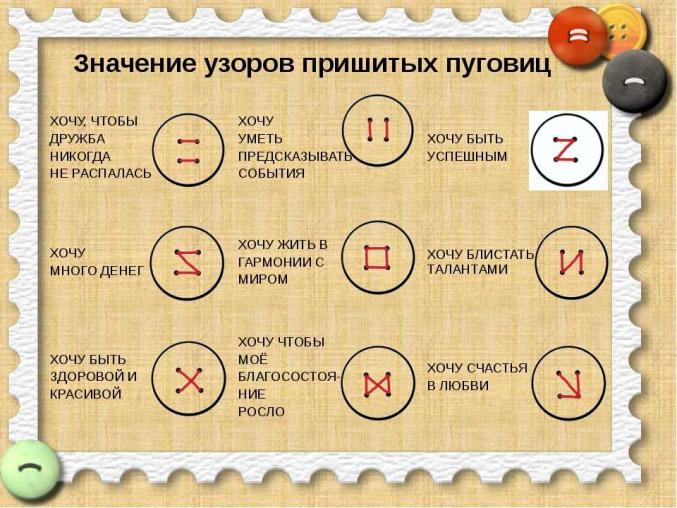 Значение узоров пришитых пуговиц
ХОЧУ, ЧТОБЫ
ДРУЖБА
НИКОГДА
НЕ РАСПАЛАСЬ
ХОЧУ
УМЕТЬ
ПРЕДСКАЗЫВАТЬ
СОБЫТИЯ
ХОЧУ БЫТЬ
УСПЕШНЫМ
ХОЧУ
МНОГО ДЕНЕГ
ХОЧУ ЖИТЬ В
ГАРМОНИИ С
МИРОМ
ХОЧУ БЛИСТАТЬ
ТАЛАНТАМИ
ХОЧУ БЫТЬ
ЗДОРОВОЙ И
КРАСИВОЙ
ХОЧУ ЧТОБЫ
МОЁ
БЛАГОСОСТОЯ-
НИЕ
РОСЛО
ХОЧУ СЧАСТЬЯ
В ЛЮБВИ